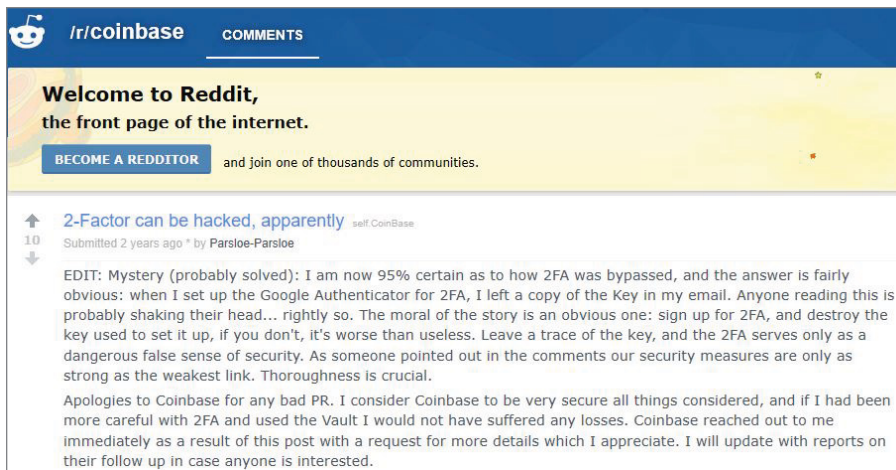 /r/coinbase COMMENTS
Welcome to Reddit,
the front page of the internet.
BECOME A REDDITOR and join one of thousands of communities.
2-Factor can be hacked, apparently self.CoinBase
10
Submitted 2 years ago * by Parsloe-Parsloe
EDIT: Mystery (probably solved): I am now 95% certain as to how 2FA was bypassed, and the answer is fairly
obvious: when I set up the Google Authenticator for 2FA, I left a copy of the Key in my email. Anyone reading this is
probably shaking their head... rightly so. The moral of the story is an obvious one: sign up for 2FA, and destroy the
key used to set it up, if you don't, it's worse than useless. Leave a trace of the key, and the 2FA serves only as a
dangerous false sense of security. As someone pointed out in the comments our security measures are only as
strong as the weakest link. Thoroughness is crucial.
Apologies to Coinbase for any bad PR. I consider Coinbase to be very secure all things considered, and if I had been
more careful with 2FA and used the Vault I would not have suffered any losses. Coinbase reached out to me
immediately as a result of this post with a request for more details which I appreciate. I will update with reports on
their follow up in case anyone is interested.